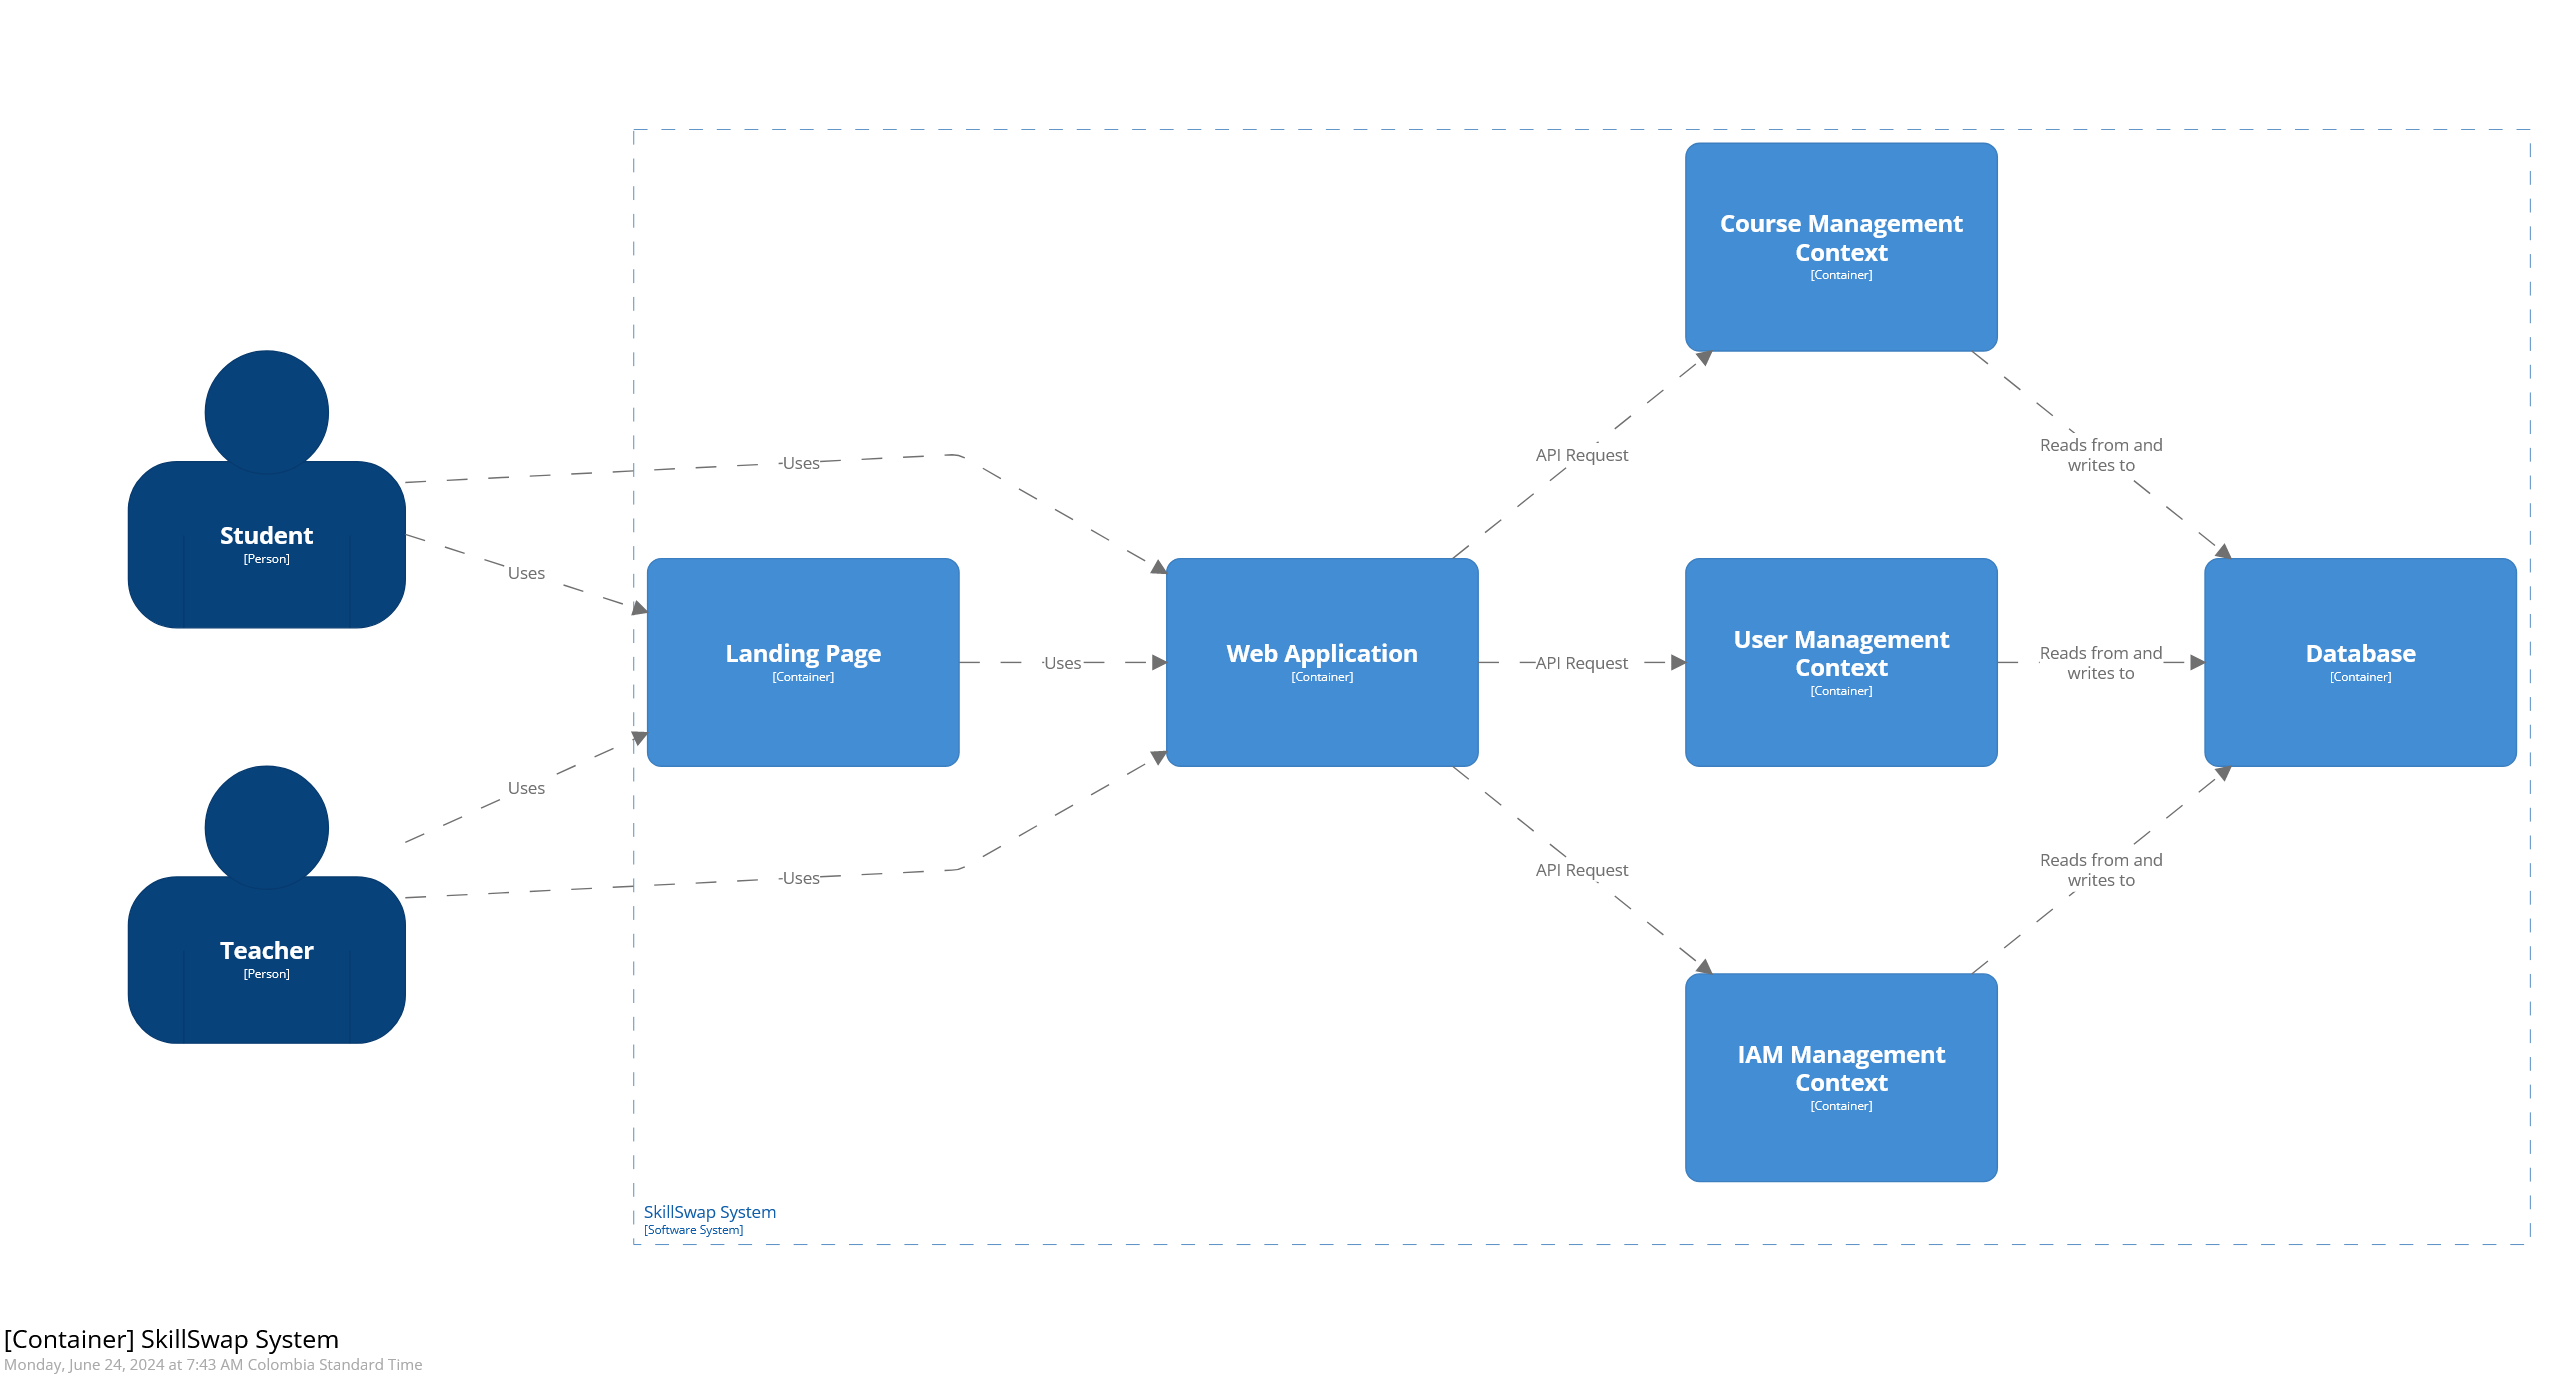 Course Management
Context
[Container]
Student
[Person]
Uses
Uses
API Request
Reads from and
writes to
Landing Page
[Container]
Uses
Web Application
[Container]
API Request
User Management
Context
[Container]
Reads from and
writes to
Database
[Container]
Uses
Uses
API Request
Reads from and
writes to
Teacher
[Person]
IAM Management
Context
[Container]
SkillSwap System
[Software System]
[Container] SkillSwap System
Monday, June 24, 2024 at 7:43 AM Colombia Standard Time